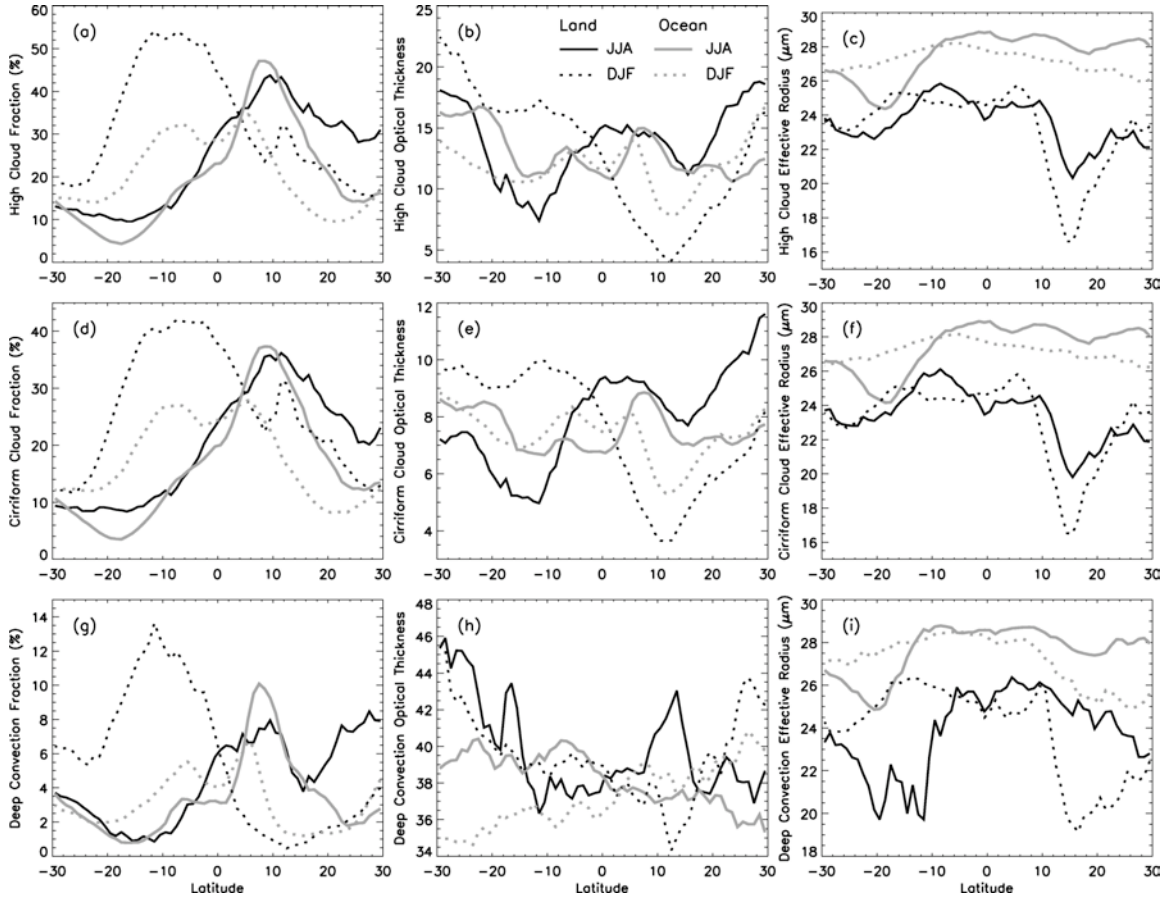 (a)
High Cloud Fraction (%)
60
50
40
30
20
10
0
-30 -20 -10 0 10 20 30
(b)
Land Ocean
JJA JJA
DJF DJF
High Cloud Optical Thickness
25
20
15
10
5
-30 -20 -10 0 10 20 30
(c)
High Cloud Effective Radius (μm)
30
28
26
24
22
20
18
16
-30 -20 -10 0 10 20 30
(d)
Cirriform Cloud Fraction (%)
40
30
20
10
0
-30 -20 -10 0 10 20 30
(e)
Cirriform Cloud Optical Thickness
12
10
8
6
4
-30 -20 -10 0 10 20 30
(f)
Cirriform Cloud Effective Radius (μm)
30
28
26
24
22
20
18
16
-30 -20 -10 0 10 20 30
(g)
Deep Convection Fraction (%)
14
12
10
8
6
4
2
0
-30 -20 -10 0 10 20 30
Latitude
(h)
Deep Convection Optical Thickness
48
46
44
42
40
38
36
34
-30 -20 -10 0 10 20 30
Latitude
(i)
Deep Convection Effective Radius (μm)
30
28
26
24
22
20
18
-30 -20 -10 0 10 20 30
Latitude